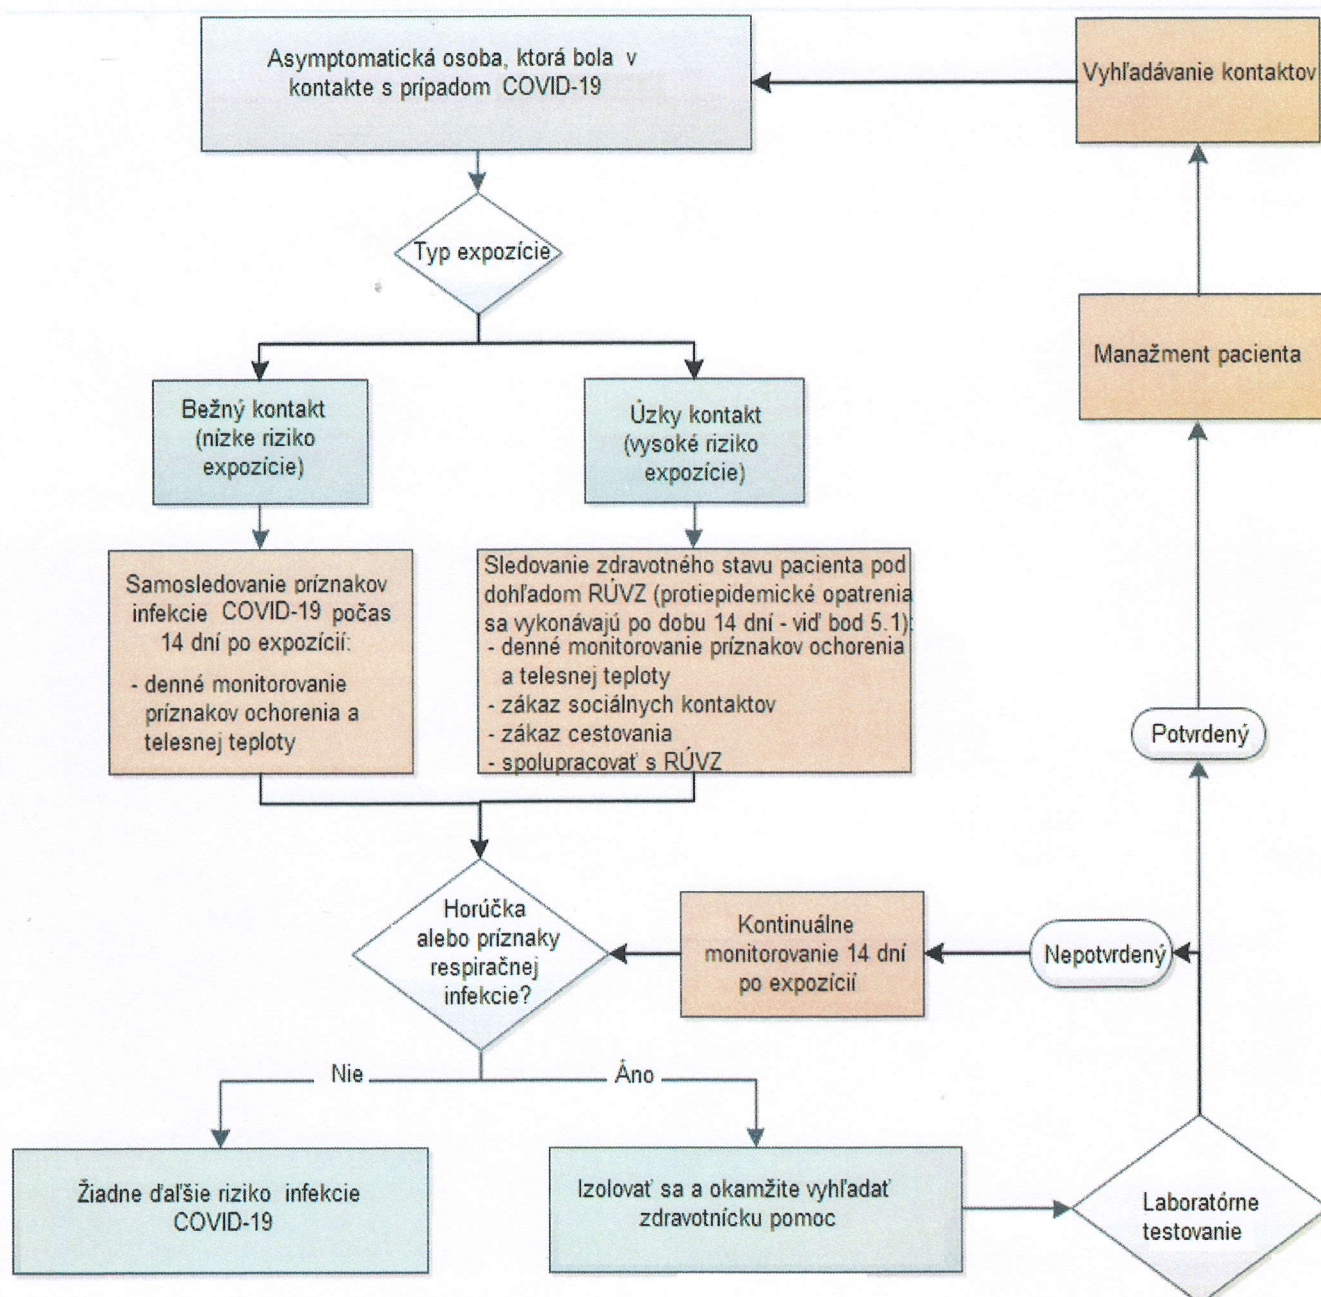 Asymptomatická osoba, ktorá bola v
kontakte s prípadom COVID-19
Vyhľadávanie kontaktov
Typ expozície
Manažment pacienta
Bežný kontakt
(nízke riziko
expozície)
Úzky kontakt
(vysoké riziko
expozície)
Samosledovanie príznakov
infekcie COVID-19 počas
14 dní po expozícií:
- denné monitorovanie
príznakov ochorenia a
telesnej teploty
Sledovanie zdravotného stavu pacienta pod
dohľadom RÚVZ (protiepidemické opatrenia
sa vykonávajú po dobu 14 dní - viď bod 5.1):
- denné monitorovanie príznakov ochorenia
a telesnej teploty
- zákaz sociálnych kontaktov
- zákaz cestovania
- spolupracovať s RÚVZ
Potvrdený
Horúčka
alebo príznaky
respiračnej
infekcie?
Kontinuálne
monitorovanie 14 dní
po expozícií
Nepotvrdený
Nie
Áno
Žiadne ďaľšie riziko infekcie
COVID-19
Izolovať sa a okamžite vyhľadať
zdravotnícku pomoc
Laboratórne
testovanie